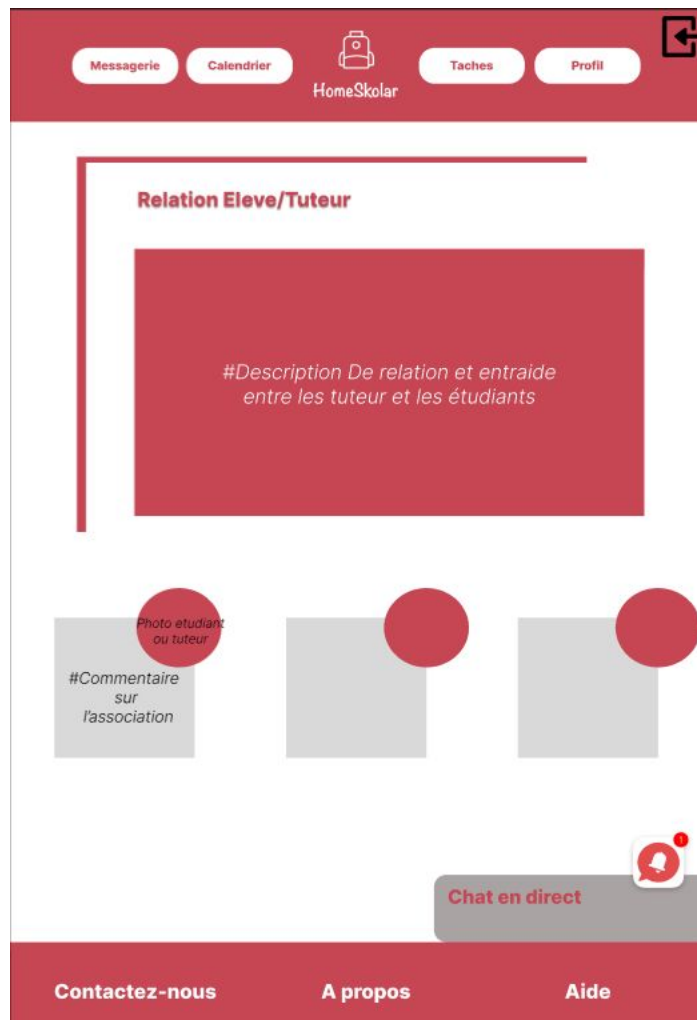 Messagerie
Calendrier
HomeSkolar
Taches
Profil
Relation Eleve/Tuteur
#Description De relation et entraide
entre les tuteur et les étudiants
Photo etudiant
ou tuteur
#Commentaire
sur
l'association
1
Chat en direct
Contactez-nous
A propos
Aide